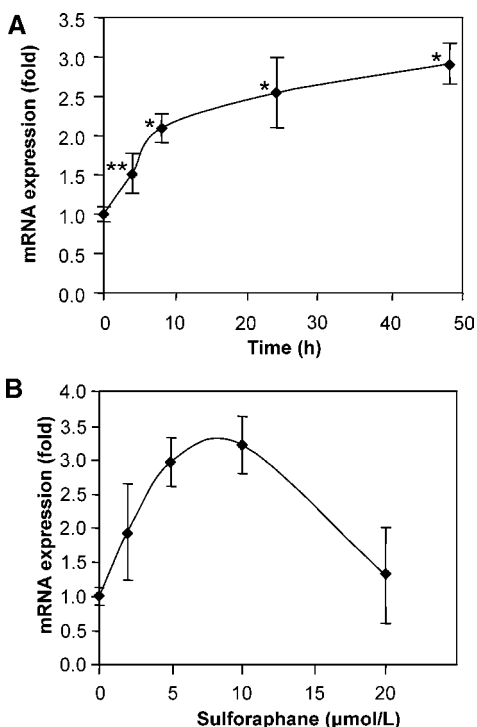 A
mRNA expression (fold)
3.5
3.0
2.5
2.0
1.5
1.0
0.5
0.0
**
*
*
*
0 10 20 30 40 50
Time (h)
B
mRNA expression (fold)
4.0
3.5
3.0
2.5
2.0
1.5
1.0
0.5
0.0
0 5 10 15 20
Sulforaphane (µmol/L)